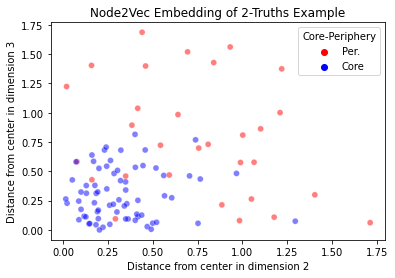 Node2Vec Embedding of 2-Truths Example
Core-Periphery
Per.
Core
Distance from center in dimension 3
1.75
1.50
1.25
1.00
0.75
0.50
0.25
0.00
0.00 0.25 0.50 0.75 1.00 1.25 1.50 1.75
Distance from center in dimension 2